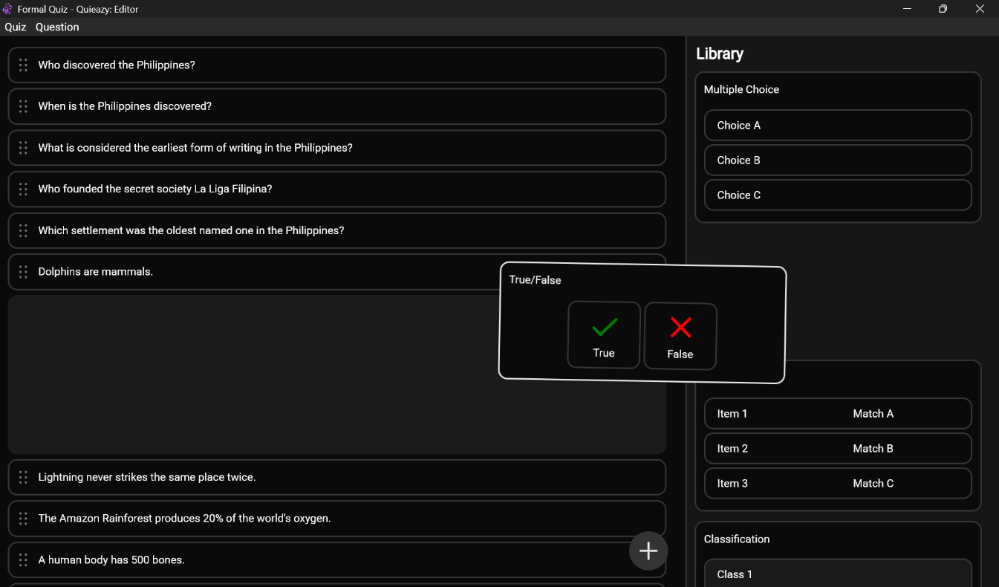 Formal Quiz - Quieazy: Editor
Quiz Question
Who discovered the Philippines?
When is the Philippines discovered?
What is considered the earliest form of writing in the Philippines?
Who founded the secret society La Liga Filipina?
Which settlement was the oldest named one in the Philippines?
Dolphins are mammals.
Lightning never strikes the same place twice.
The Amazon Rainforest produces 20% of the world's oxygen.
A human body has 500 bones.
True/False
True False
Library
Multiple Choice
Choice A
Choice B
Choice C
Item 1 Match A
Item 2 Match B
Item 3 Match C
Classification
Class 1